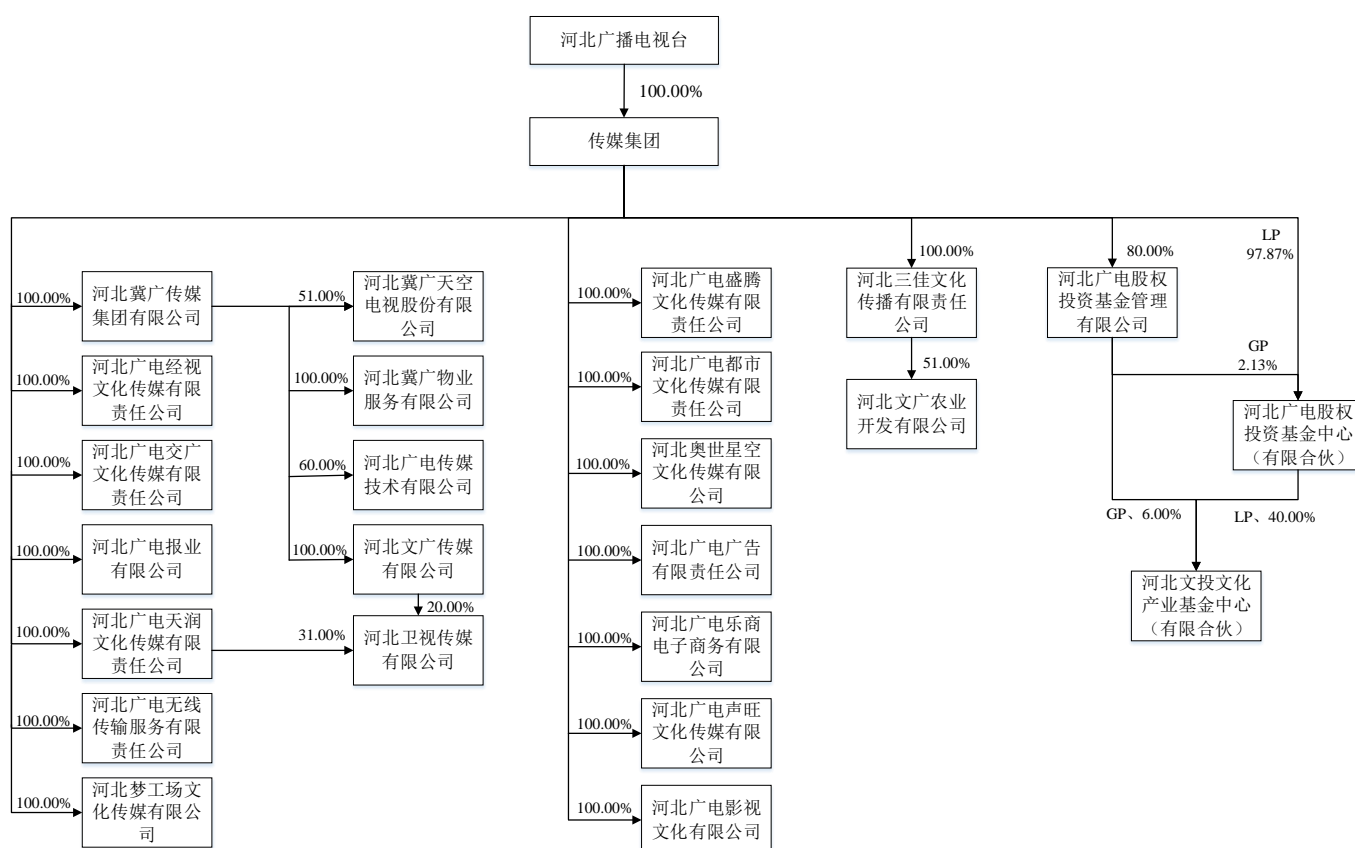 河北广播电视台
100.00%
传媒集团
100.00%
河北冀广传媒
集团有限公司
100.00%
河北广电经视
文化传媒有限
责任公司
100.00%
河北广电交广
文化传媒有限
责任公司
100.00%
河北广电报业
有限公司
100.00%
河北广电天润
文化传媒有限
责任公司
100.00%
河北广电无线
传输服务有限
责任公司
100.00%
河北梦工场文
化传媒有限公
司
51.00%
河北冀广天空
电视股份有限
公司
100.00%
河北冀广物业
服务有限公司
60.00%
河北广电传媒
技术有限公司
100.00%
河北文广传媒
有限公司
20.00%
31.00%
河北卫视传媒
有限公司
100.00%
河北广电盛腾
文化传媒有限
责任公司
100.00%
河北广电都市
文化传媒有限
责任公司
100.00%
河北奥世星空
文化传媒有限
公司
100.00%
河北广电广告
有限责任公司
100.00%
河北广电乐商
电子商务有限
公司
100.00%
河北广电声旺
文化传媒有限
公司
100.00%
河北广电影视
文化有限公司
100.00%
河北三佳文化
传播有限责任
公司
51.00%
河北文广农业
开发有限公司
80.00%
河北广电股权
投资基金管理
有限公司
LP
97.87%
GP
2.13%
河北广电股权
投资基金中心
（有限合伙）
GP、6.00%
LP、40.00%
河北文投文化
产业基金中心
（有限合伙）